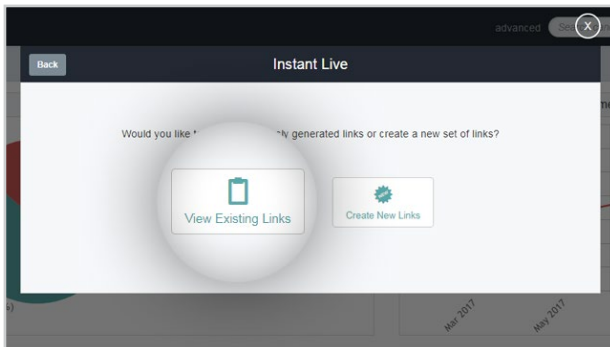 advanced
X
Back
Instant Live
Would you like generated links or create a new set of links?
View Existing Links
Create New Links
Mar 2017
May 2017